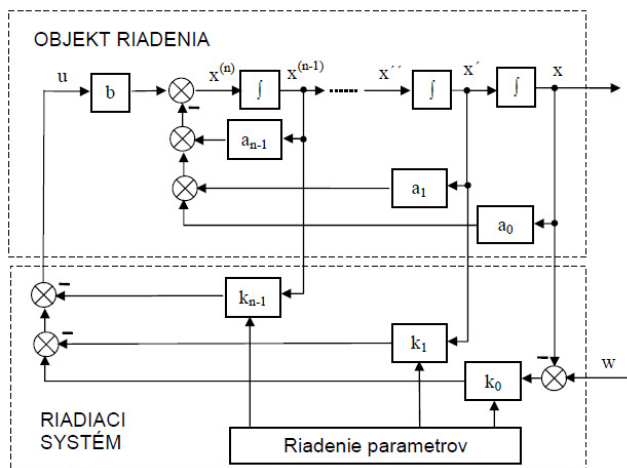 OBJEKT RIADENIA
u b x⁽ⁿ⁾ ∫ x⁽ⁿ⁻¹⁾ ...... x´´ ∫ x´ ∫ x
aₙ₋₁
a₁
a₀
kₙ₋₁
k₁
k₀ w
RIADIACI
SYSTÉM
Riadenie parametrov